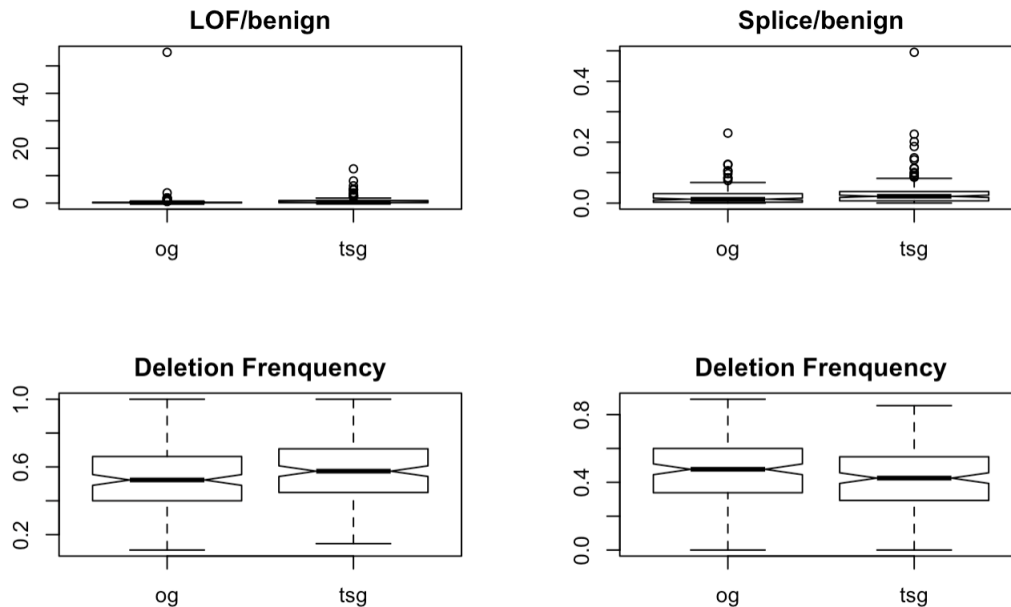 LOF/benign
40
20
0
og tsg
Splice/benign
0.4
0.2
0.0
og tsg
Deletion Frenquency
1.0
0.6
0.2
og tsg
Deletion Frenquency
0.8
0.4
0.0
og tsg